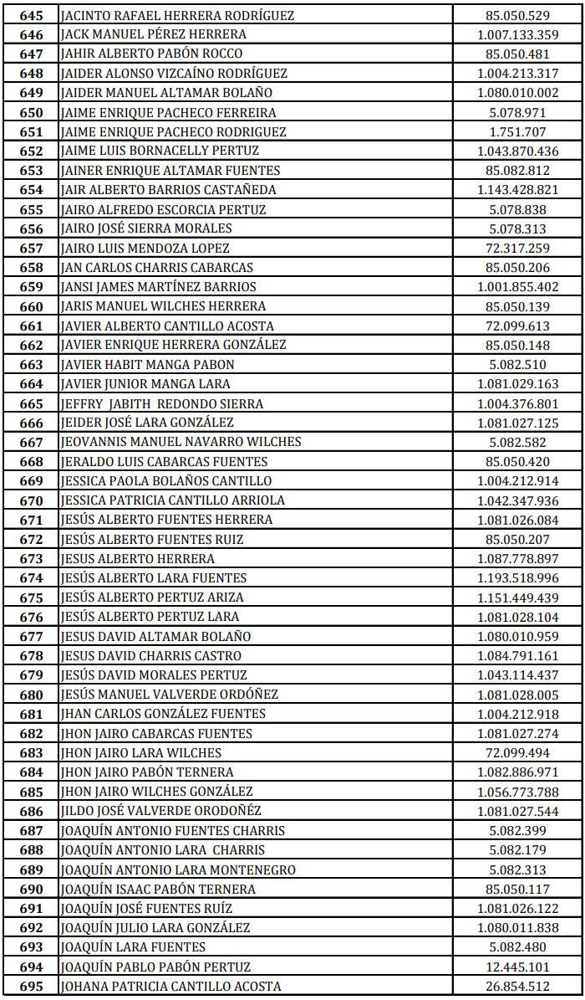 645 JACINTO RAFAEL HERRERA RODRÍGUEZ 85.050.529
646 JACK MANUEL PÉREZ HERRERA 1.007.133.359
647 JAHIR ALBERTO PABÓN ROCCO 85.050.481
648 JAIDER ALONSO VIZCAÍNO RODRÍGUEZ 1.004.213.317
649 JAIDER MANUEL ALTAMAR BOLAÑO 1.080.010.002
650 JAIME ENRIQUE PACHECO FERREIRA 5.078.971
651 JAIME ENRIQUE PACHECO RODRIGUEZ 1.751.707
652 JAIME LUIS BORNACELLY PERTUZ 1.043.870.436
653 JAINER ENRIQUE ALTAMAR FUENTES 85.082.812
654 JAIR ALBERTO BARRIOS CASTAÑEDA 1.143.428.821
655 JAIRO ALFREDO ESCORCIA PERTUZ 5.078.838
656 JAIRO JOSÉ SIERRA MORALES 5.078.313
657 JAIRO LUIS MENDOZA LOPEZ 72.317.259
658 JAN CARLOS CHARRIS CABARCAS 85.050.206
659 JANSI JAMES MARTÍNEZ BARRIOS 1.001.855.402
660 JARIS MANUEL WILCHES HERRERA 85.050.139
661 JAVIER ALBERTO CANTILLO ACOSTA 72.099.613
662 JAVIER ENRIQUE HERRERA GONZÁLEZ 85.050.148
663 JAVIER HABIT MANGA PABON 5.082.510
664 JAVIER JUNIOR MANGA LARA 1.081.029.163
665 JEFFRY  JABITH  REDONDO SIERRA 1.004.376.801
666 JEIDER JOSÉ LARA GONZÁLEZ 1.081.027.125
667 JEOVANNIS MANUEL NAVARRO WILCHES 5.082.582
668 JERALDO LUIS CABARCAS FUENTES 85.050.420
669 JESSICA PAOLA BOLAÑOS CANTILLO 1.004.212.914
670 JESSICA PATRICIA CANTILLO ARRIOLA 1.042.347.936
671 JESÚS ALBERTO FUENTES HERRERA 1.081.026.084
672 JESÚS ALBERTO FUENTES RUIZ 85.050.207
673 JESUS ALBERTO HERRERA 1.087.778.897
674 JESÚS ALBERTO LARA FUENTES 1.193.518.996
675 JESÚS ALBERTO PERTUZ ARIZA 1.151.449.439
676 JESÚS ALBERTO PERTUZ LARA 1.081.028.104
677 JESUS DAVID ALTAMAR BOLAÑO 1.080.010.959
678 JESUS DAVID CHARRIS CASTRO 1.084.791.161
679 JESÚS DAVID MORALES PERTUZ 1.043.114.437
680 JESÚS MANUEL VALVERDE ORDÓÑEZ 1.081.028.005
681 JHAN CARLOS GONZÁLEZ FUENTES 1.004.212.918
682 JHON JAIRO CABARCAS FUENTES 1.081.027.274
683 JHON JAIRO LARA WILCHES 72.099.494
684 JHON JAIRO PABÓN TERNERA 1.082.886.971
685 JHON JAIRO WILCHES GONZÁLEZ 1.056.773.788
686 JILDO JOSÉ VALVERDE ORODOÑÉZ 1.081.027.544
687 JOAQUÍN ANTONIO FUENTES CHARRIS 5.082.399
688 JOAQUÍN ANTONIO LARA  CHARRIS 5.082.179
689 JOAQUÍN ANTONIO LARA MONTENEGRO 5.082.313
690 JOAQUÍN ISAAC PABÓN TERNERA 85.050.117
691 JOAQUÍN JOSÉ FUENTES RUÍZ 1.081.026.122
692 JOAQUÍN JULIO LARA GONZÁLEZ 1.080.011.838
693 JOAQUÍN LARA FUENTES 5.082.480
694 JOAQUÍN PABLO PABÓN PERTUZ 12.445.101
695 JOHANA PATRICIA CANTILLO ACOSTA 26.854.512